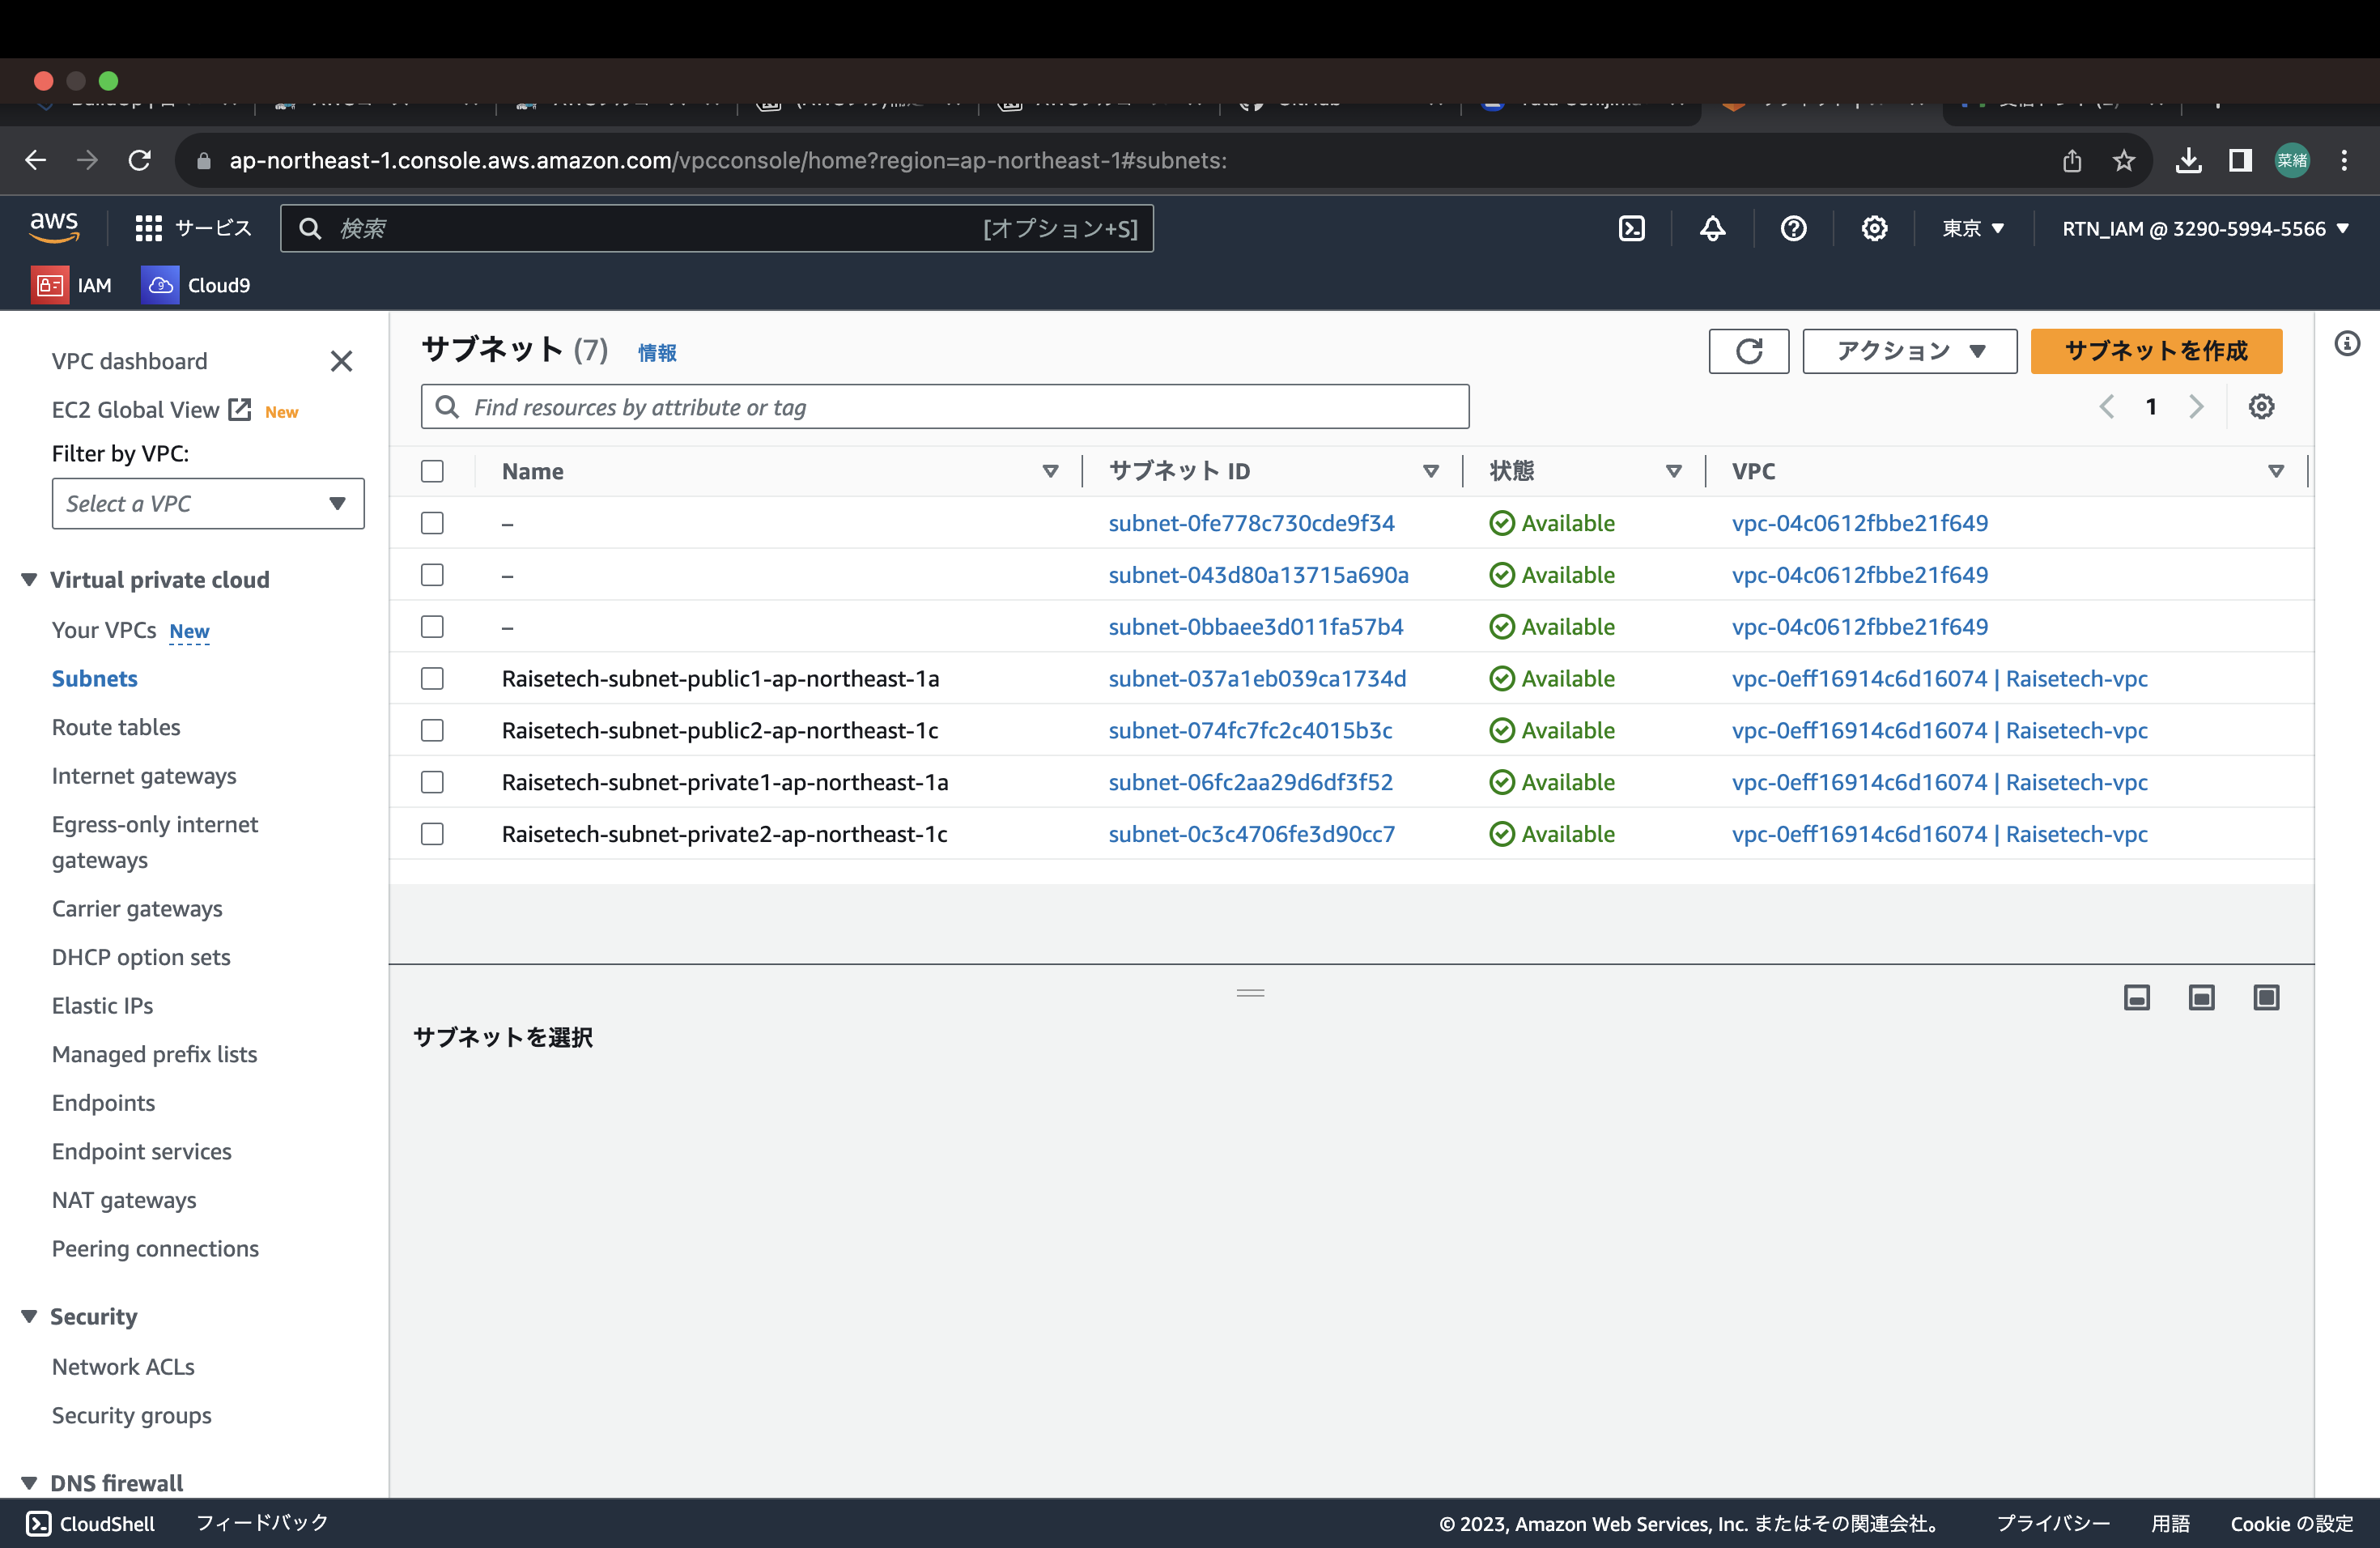 ap-northeast-1.console.aws.amazon.com/vpcconsole/home?region=ap-northeast-1#subnets:
菜緒
aws
サービス
検索
[オプション+S]
東京
RTN_IAM @ 3290-5994-5566
IAM
Cloud9
VPC dashboard
EC2 Global View New
Filter by VPC:
Select a VPC
Virtual private cloud
Your VPCs New
Subnets
Route tables
Internet gateways
Egress-only internet
gateways
Carrier gateways
DHCP option sets
Elastic IPs
Managed prefix lists
Endpoints
Endpoint services
NAT gateways
Peering connections
Security
Network ACLs
Security groups
DNS firewall
サブネット (7) 情報
アクション
サブネットを作成
Find resources by attribute or tag
1
Name サブネット ID 状態 VPC
– subnet-0fe778c730cde9f34 Available vpc-04c0612fbbe21f649
– subnet-043d80a13715a690a Available vpc-04c0612fbbe21f649
– subnet-0bbaee3d011fa57b4 Available vpc-04c0612fbbe21f649
Raisetech-subnet-public1-ap-northeast-1a subnet-037a1eb039ca1734d Available vpc-0eff16914c6d16074 | Raisetech-vpc
Raisetech-subnet-public2-ap-northeast-1c subnet-074fc7fc2c4015b3c Available vpc-0eff16914c6d16074 | Raisetech-vpc
Raisetech-subnet-private1-ap-northeast-1a subnet-06fc2aa29d6df3f52 Available vpc-0eff16914c6d16074 | Raisetech-vpc
Raisetech-subnet-private2-ap-northeast-1c subnet-0c3c4706fe3d90cc7 Available vpc-0eff16914c6d16074 | Raisetech-vpc
サブネットを選択
CloudShell
フィードバック
© 2023, Amazon Web Services, Inc. またはその関連会社。
プライバシー
用語
Cookie の設定